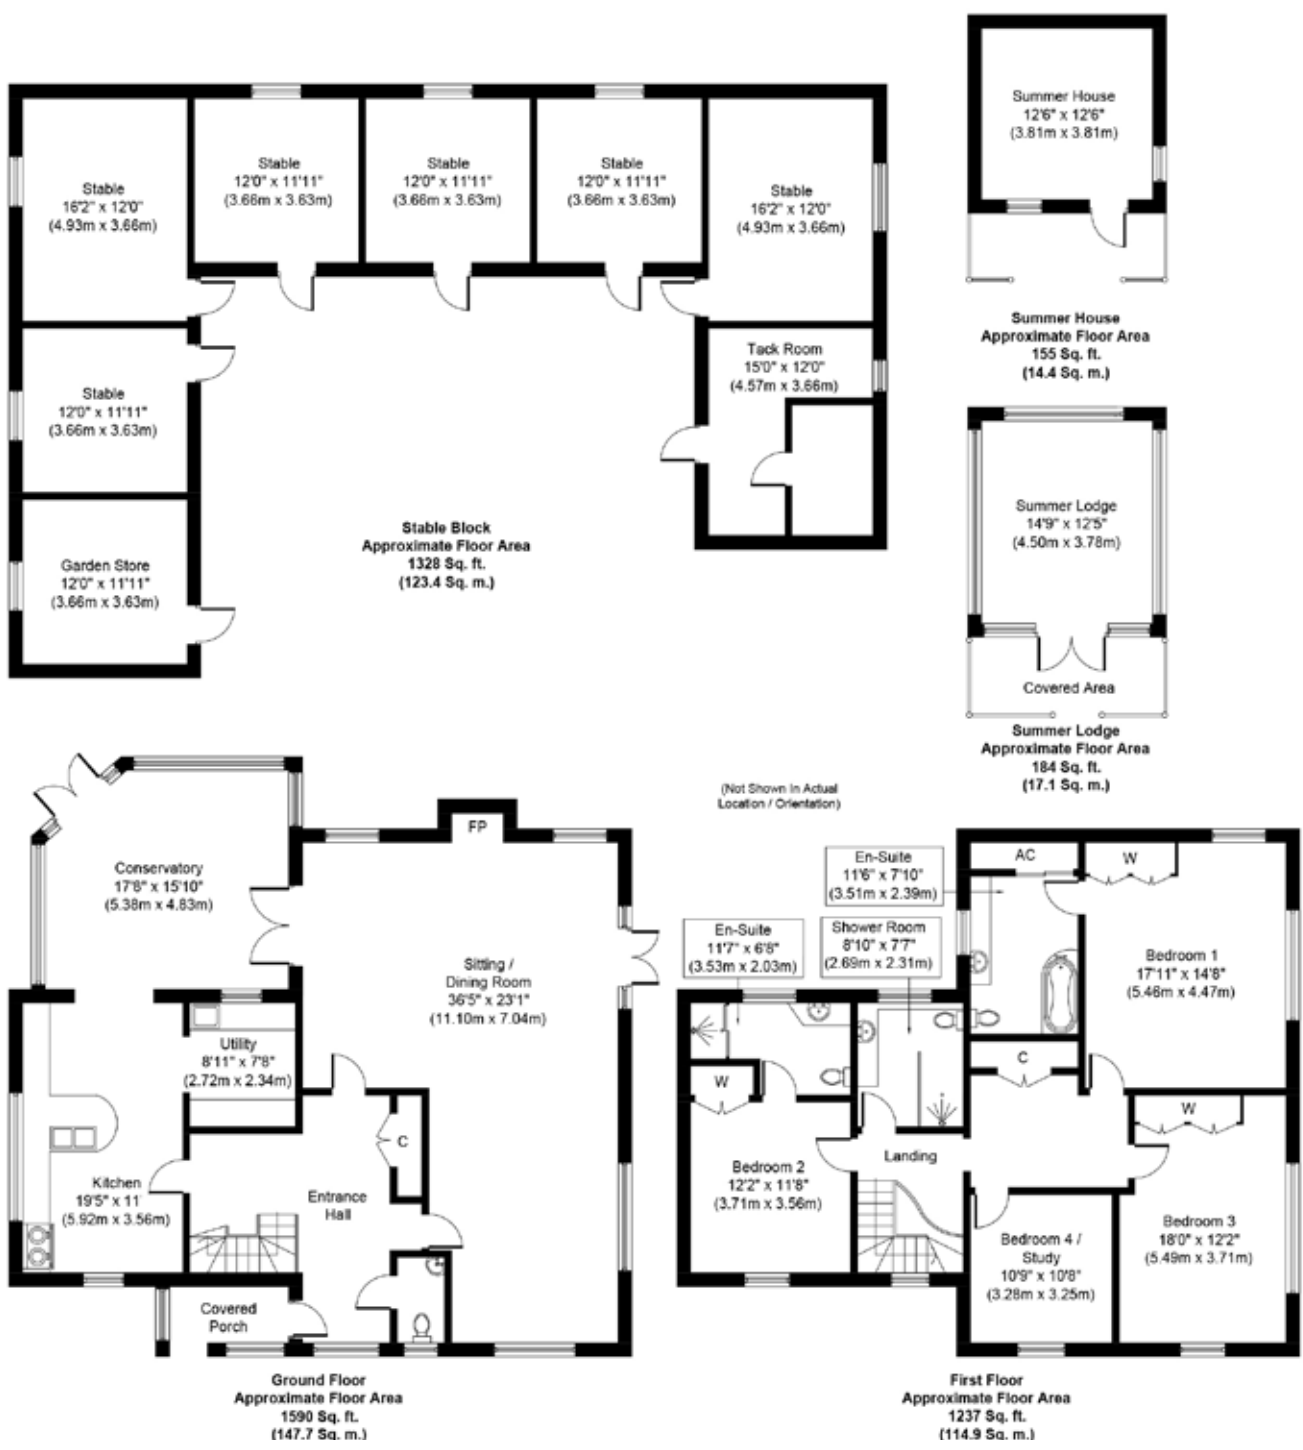 Summer House
12'6" x 12'6"
(3.81m x 3.81m)
Stable
16'2" x 12'0"
(4.93m x 3.66m)
Stable
12'0" x 11'11"
(3.66m x 3.63m)
Stable
12'0" x 11'11"
(3.66m x 3.63m)
Stable
12'0" x 11'11"
(3.66m x 3.63m)
Stable
16'2" x 12'0"
(4.93m x 3.66m)
Summer House
Approximate Floor Area
155 Sq. ft.
(14.4 Sq. m.)
Tack Room
15'0" x 12'0"
(4.57m x 3.66m)
Stable
12'0" x 11'11"
(3.66m x 3.63m)
Summer Lodge
14'9" x 12'5"
(4.50m x 3.78m)
Stable Block
Approximate Floor Area
1328 Sq. ft.
(123.4 Sq. m.)
Garden Store
12'0" x 11'11"
(3.66m x 3.63m)
Covered Area
Summer Lodge
Approximate Floor Area
184 Sq. ft.
(17.1 Sq. m.)
(Not Shown In Actual
Location / Orientation)
FP
Conservatory
17'8" x 15'10"
(5.38m x 4.83m)
Sitting /
Dining Room
36'5" x 23'1"
(11.10m x 7.04m)
Utility
8'11" x 7'8"
(2.72m x 2.34m)
C
Kitchen
19'5" x 11'
(5.92m x 3.56m)
Entrance
Hall
Covered
Porch
Ground Floor
Approximate Floor Area
1590 Sq. ft.
(147.7 Sq. m.)
En-Suite
11'6" x 7'10"
(3.51m x 2.39m)
AC
W
En-Suite
11'7" x 6'8"
(3.53m x 2.03m)
Shower Room
8'10" x 7'7"
(2.69m x 2.31m)
Bedroom 1
17'11" x 14'8"
(5.46m x 4.47m)
W
C
W
Landing
Bedroom 2
12'2" x 11'8"
(3.71m x 3.56m)
Bedroom 4 /
Study
10'9" x 10'8"
(3.28m x 3.25m)
Bedroom 3
18'0" x 12'2"
(5.49m x 3.71m)
First Floor
Approximate Floor Area
1237 Sq. ft.
(114.9 Sq. m.)